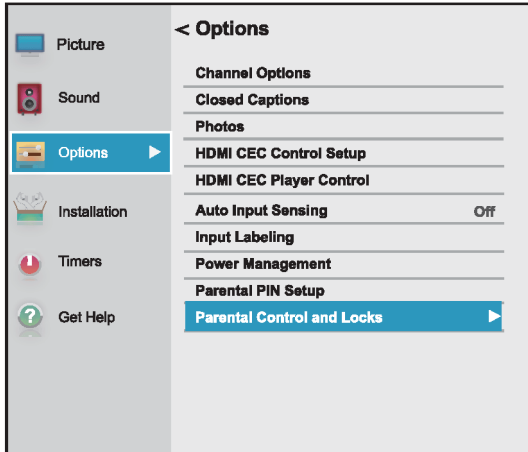 Picture
Sound
Options
Installation
Timers
Get Help
< Options
Channel Options
Closed Captions
Photos
HDMI CEC Control Setup
HDMI CEC Player Control
Auto Input Sensing Off
Input Labeling
Power Management
Parental PIN Setup
Parental Control and Locks